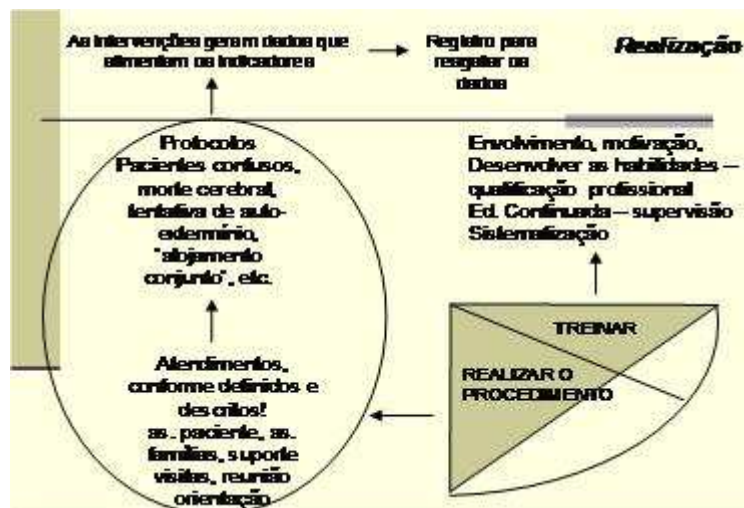 As intervenções geram dados que
alimentam os indicadores
Registro para
resgatar os
dados
Realização
Protocolos
Pacientes confusos,
morte cerebral,
tentativa de auto-
extermínio,
"alojamento
conjunto", etc.
Envolvimento, motivação,
Desenvolver as habilidades –
qualificação profissional
Ed. Continuada – supervisão
Sistematização
TREINAR
REALIZAR O
PROCEDIMENTO
Atendimentos,
conforme definidos e
descritos!
as. paciente, as.
famílias, suporte
visitas, reunião
orientação